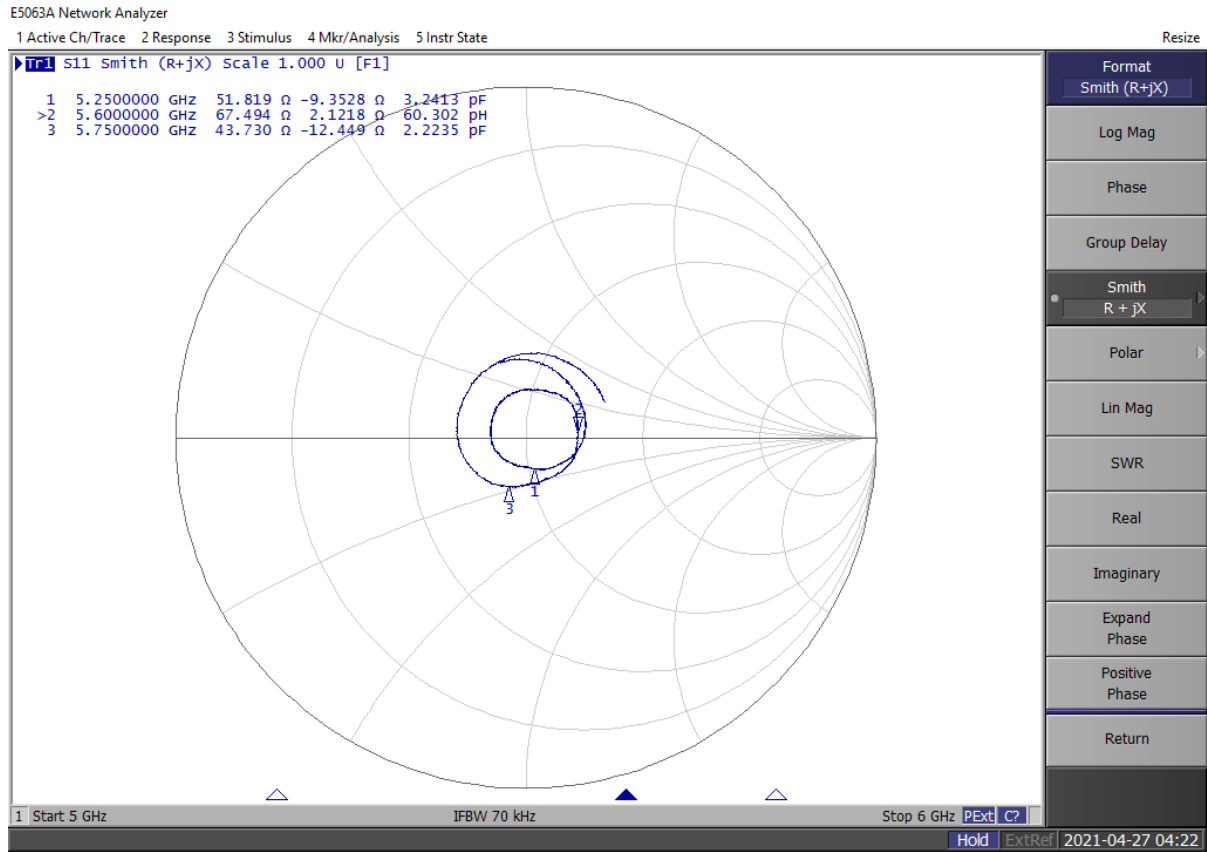 E5063A Network Analyzer
1 Active Ch/Trace 2 Response 3 Stimulus 4 Mkr/Analysis 5 Instr State Resize
Tr1 S11 Smith (R+jX) Scale 1.000 U [F1]
1 5.2500000 GHz 51.819 Ω -9.3528 Ω 3.2413 pF
>2 5.6000000 GHz 67.494 Ω 2.1218 Ω 60.302 pH
3 5.7500000 GHz 43.730 Ω -12.449 Ω 2.2235 pF
2
1
3
Format
Smith (R+jX)
Log Mag
Phase
Group Delay
Smith
R + jX
Polar
Lin Mag
SWR
Real
Imaginary
Expand
Phase
Positive
Phase
Return
1 Start 5 GHz IFBW 70 kHz Stop 6 GHz PExt C?
Hold ExtRef 2021-04-27 04:22